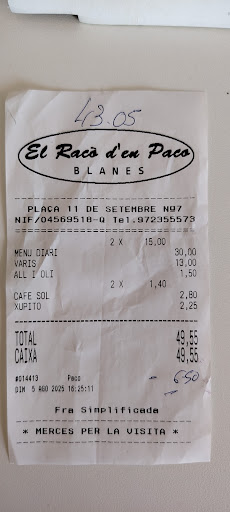 43.05
El Racò d'en Paco
BLANES
PLAÇA 11 DE SETEMBRE Nº7
NIF/04569518-Q Tel.972355573
2 X 15,00
MENU DIARI 30,00
VARIS 13,00
ALL I OLI 1,50
2 X 1,40
CAFE SOL 2,80
XUPITO 2,25
TOTAL 49,55
CAIXA 49,55
#014413 Paco
DIM 5 AGO 2025 16:25:11
- 6.50
Fra Simplificada
* MERCES PER LA VISITA *